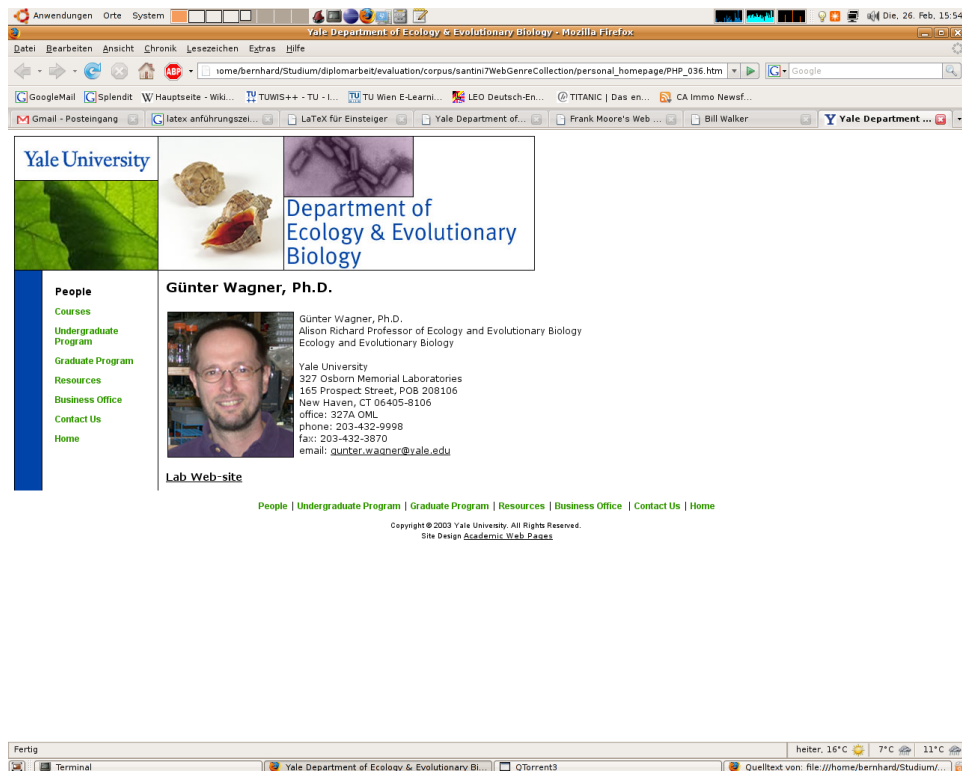 Anwendungen Orte System
Die, 26. Feb, 15:54
Yale Department of Ecology & Evolutionary Biology - Mozilla Firefox
Datei Bearbeiten Ansicht Chronik Lesezeichen Extras Hilfe
ABP
ome/bernhard/Studium/diplomarbeit/evaluation/corpus/santini7WebGenreCollection/personal_homepage/PHP_036.htm
G Google
GoogleMail Splendit W Hauptseite - Wiki... TU TUWIS++ - TU - I... TU TU Wien E-Learni... LEO Deutsch-En... @ TITANIC | Das en... CA Immo Newsf...
Gmail - Posteingang latex anführungszei... LaTeX für Einsteiger Yale Department of... Frank Moore's Web ... Bill Walker Y Yale Department ...
Yale University
Department of
Ecology & Evolutionary
Biology
People
Courses
Undergraduate
Program
Graduate Program
Resources
Business Office
Contact Us
Home
Günter Wagner, Ph.D.
Günter Wagner, Ph.D.
Alison Richard Professor of Ecology and Evolutionary Biology
Ecology and Evolutionary Biology
Yale University
327 Osborn Memorial Laboratories
165 Prospect Street, POB 208106
New Haven, CT 06405-8106
office: 327A OML
phone: 203-432-9998
fax: 203-432-3870
email: gunter.wagner@yale.edu
Lab Web-site
People | Undergraduate Program | Graduate Program | Resources | Business Office | Contact Us | Home
Copyright © 2003 Yale University. All Rights Reserved.
Site Design Academic Web Pages
Fertig
heiter, 16°C 7°C 11°C
Terminal
Yale Department of Ecology & Evolutionary Bi...
QTorrent3
Quelltext von: file:///home/bernhard/Studium/...